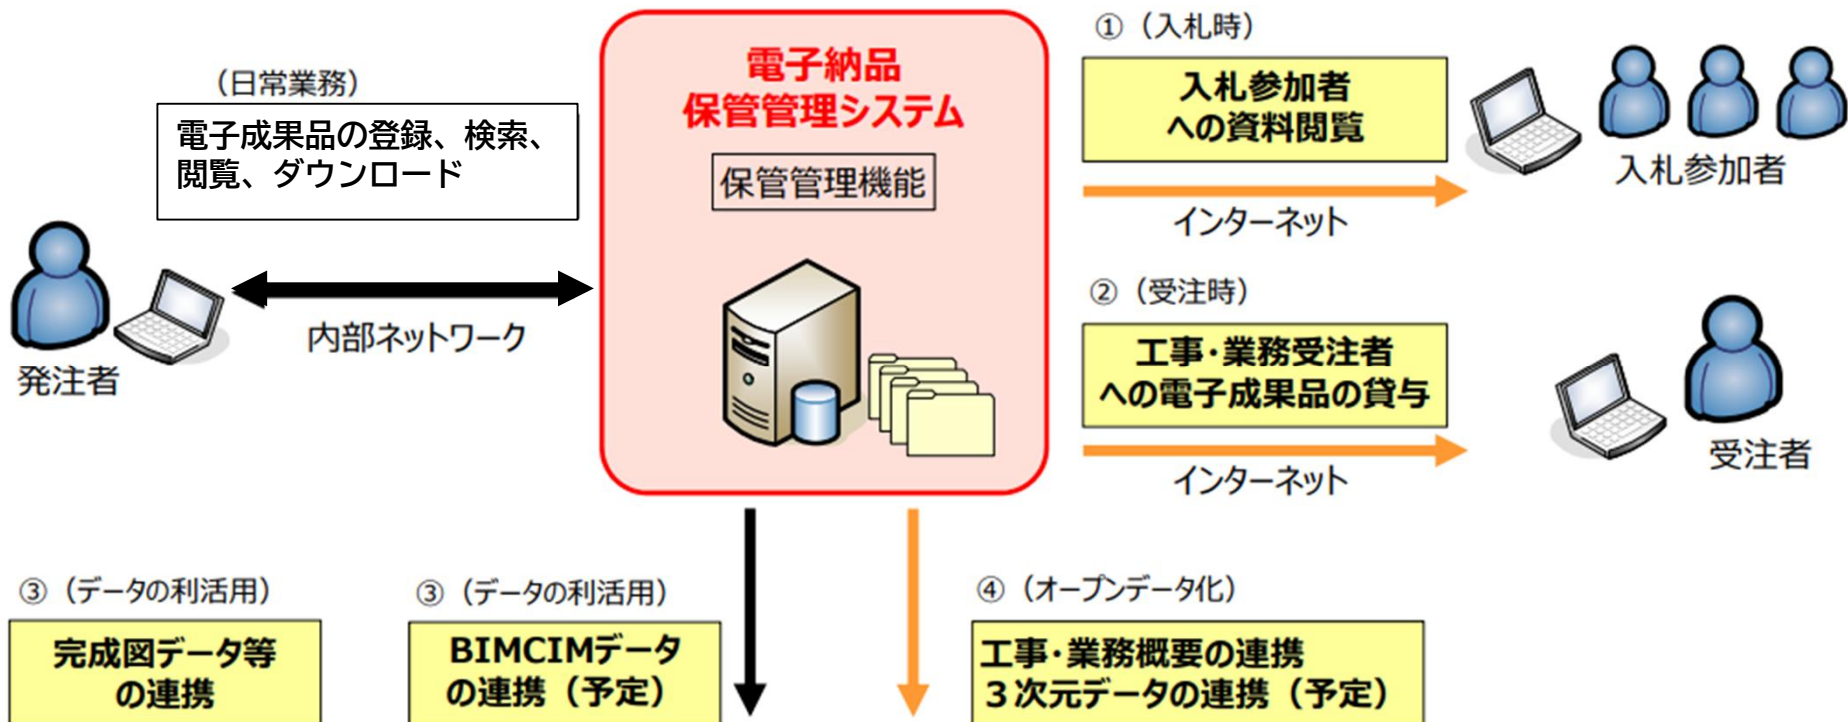 (日常業務)
電子成果品の登録、検索、
閲覧、ダウンロード
発注者
内部ネットワーク
電子納品
保管管理システム
保管管理機能
①(入札時)
入札参加者
への資料閲覧
インターネット
入札参加者
②(受注時)
工事・業務受注者
への電子成果品の貸与
インターネット
受注者
③(データの利活用)
完成図データ等
の連携
③(データの利活用)
BIMCIMデータ
の連携(予定)
④(オープンデータ化)
工事・業務概要の連携
3次元データの連携(予定)